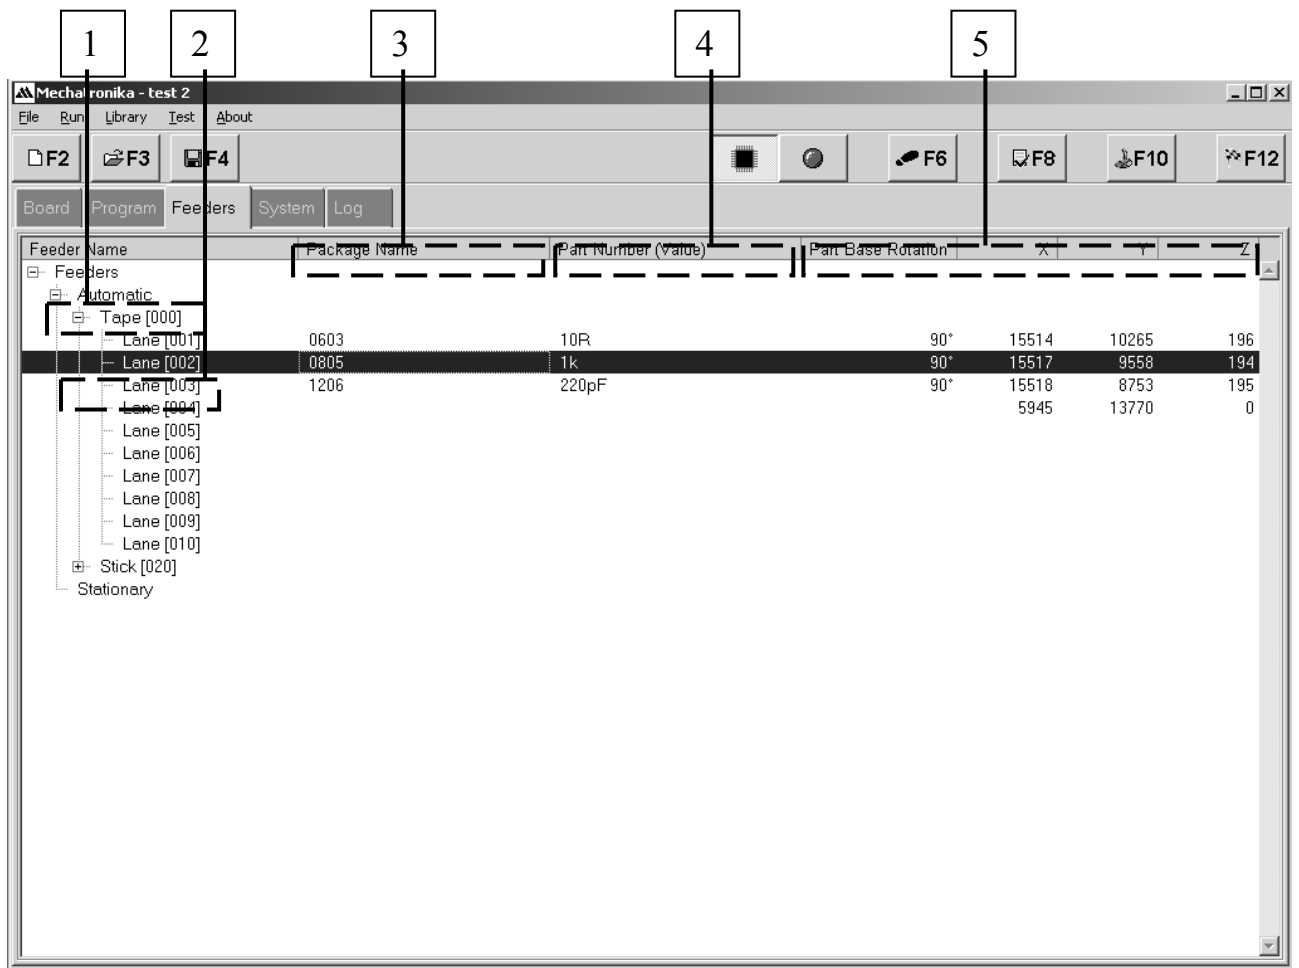 1 2 3 4 5
Mechatronika - test 2
File Run Library Test About
F2 F3 F4 F6 F8 F10 F12
Board Program Feeders System Log
Feeder Name Package Name Part Number (Value) Part Base Rotation X Y Z
Feeders
Automatic
Tape [000]
Lane [001] 0603 10R 90° 15514 10265 196
Lane [002] 0805 1k 90° 15517 9558 194
Lane [003] 1206 220pF 90° 15518 8753 195
Lane [004] 5945 13770 0
Lane [005]
Lane [006]
Lane [007]
Lane [008]
Lane [009]
Lane [010]
Stick [020]
Stationary